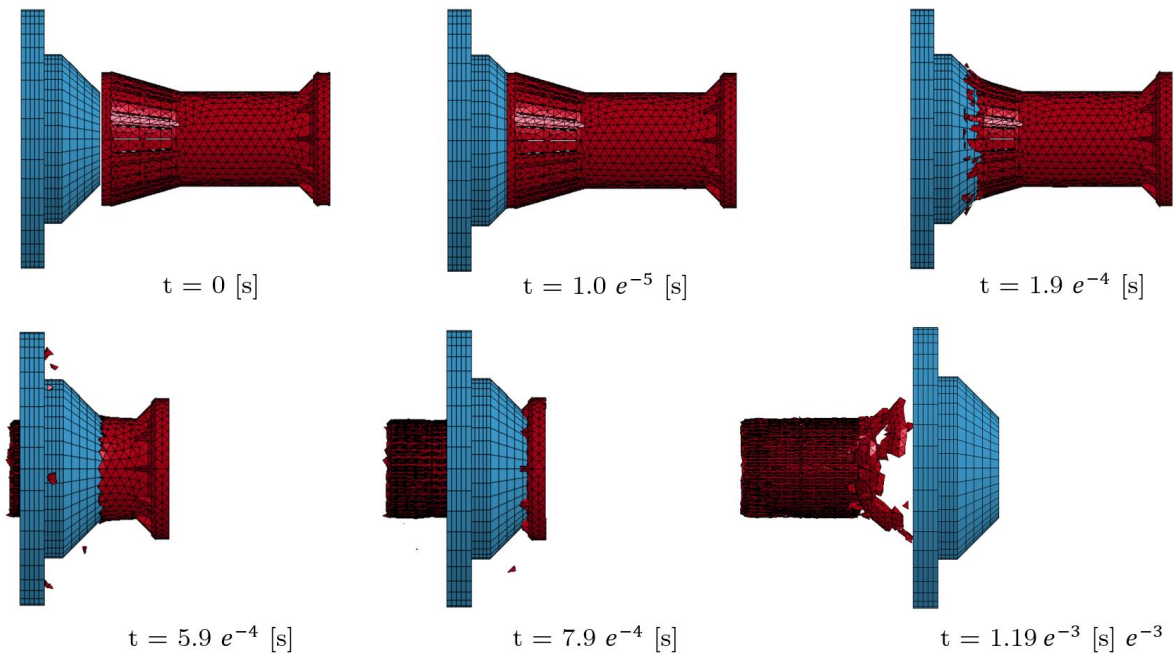 t = 0 [s]
t = 1.0 e⁻⁵ [s]
t = 1.9 e⁻⁴ [s]
t = 5.9 e⁻⁴ [s]
t = 7.9 e⁻⁴ [s]
t = 1.19 e⁻³ [s] e⁻³